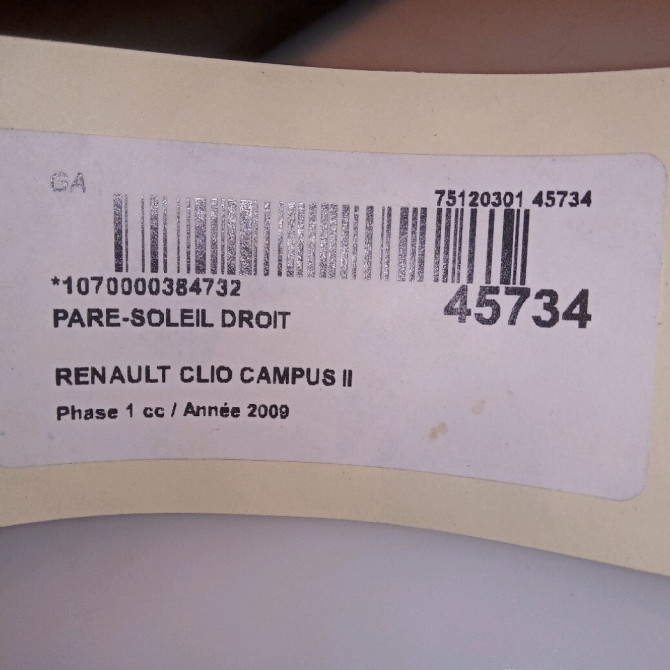 GA
75120301 45734
*1070000384732
45734
PARE-SOLEIL DROIT
RENAULT CLIO CAMPUS II
Phase 1 cc / Année 2009